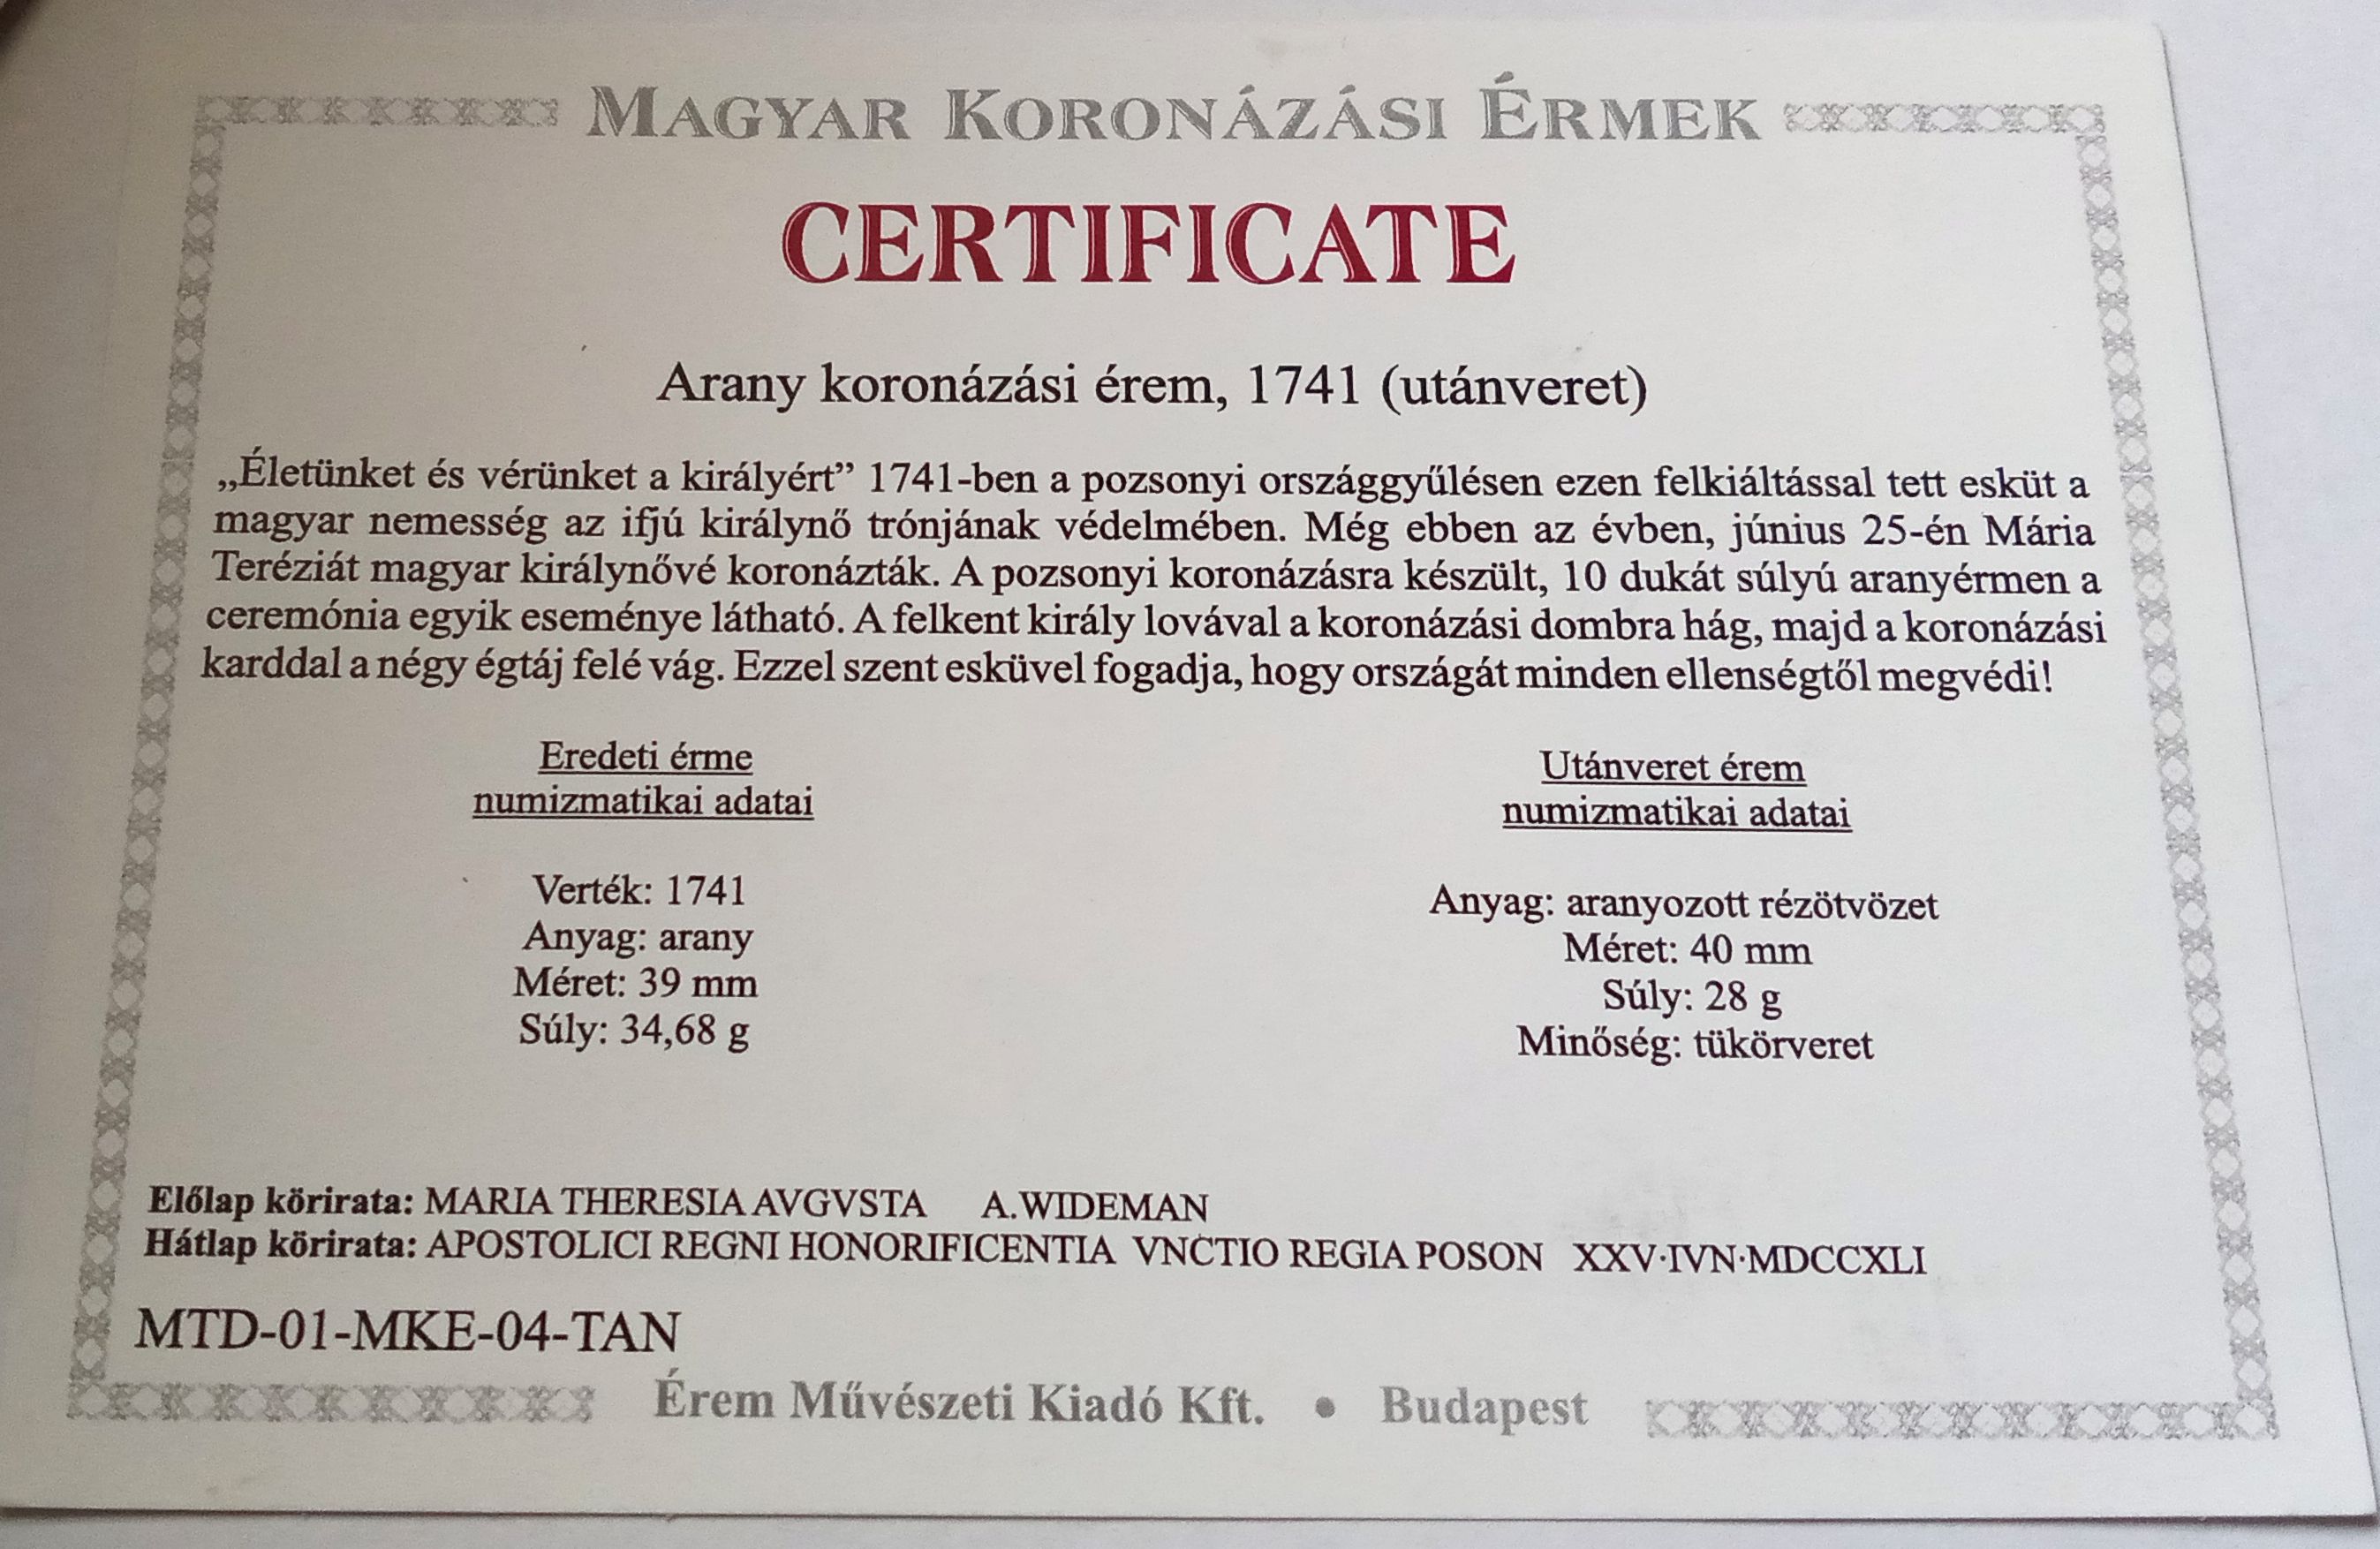 MAGYAR KORONÁZÁSI ÉRMEK
CERTIFICATE
Arany koronázási érem, 1741 (utánveret)
„Életünket és vérünket a királyért” 1741-ben a pozsonyi országgyűlésen ezen felkiáltással tett esküt a
magyar nemesség az ifjú királynő trónjának védelmében. Még ebben az évben, június 25-én Mária
Teréziát magyar királynővé koronázták. A pozsonyi koronázásra készült, 10 dukát súlyú aranyérmen a
ceremónia egyik eseménye látható. A felkent király lovával a koronázási dombra hág, majd a koronázási
karddal a négy égtáj felé vág. Ezzel szent esküvel fogadja, hogy országát minden ellenségtől megvédi!
Eredeti érme
numizmatikai adatai
Verték: 1741
Anyag: arany
Méret: 39 mm
Súly: 34,68 g
Utánveret érem
numizmatikai adatai
Anyag: aranyozott rézötvözet
Méret: 40 mm
Súly: 28 g
Minőség: tükörveret
Előlap körirata: MARIA THERESIA AVGVSTA A.WIDEMAN
Hátlap körirata: APOSTOLICI REGNI HONORIFICENTIA VNCTIO REGIA POSON XXV·IVN·MDCCXLI
MTD-01-MKE-04-TAN
Érem Művészeti Kiadó Kft. • Budapest